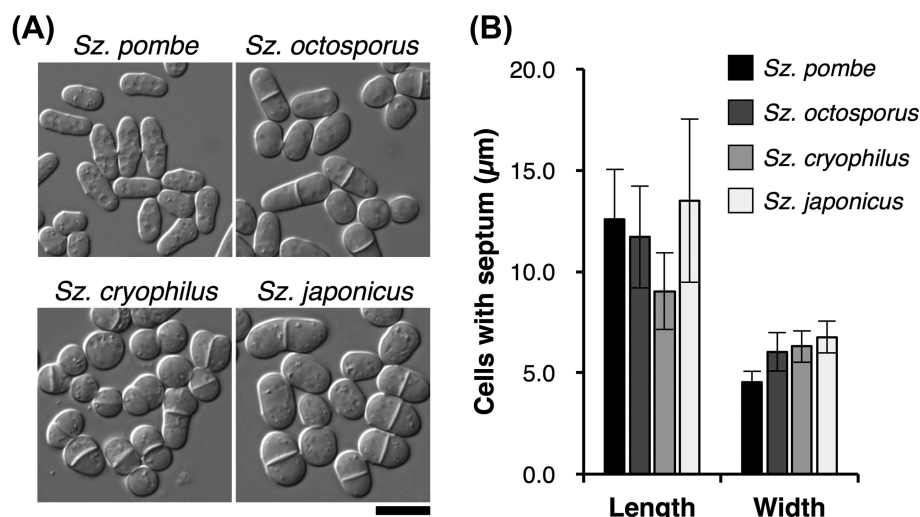 (A)
Sz. pombe
Sz. octosporus
Sz. cryophilus
Sz. japonicus
(B)
Cells with septum (µm)
20.0
15.0
10.0
5.0
0.0
Sz. pombe
Sz. octosporus
Sz. cryophilus
Sz. japonicus
Length
Width